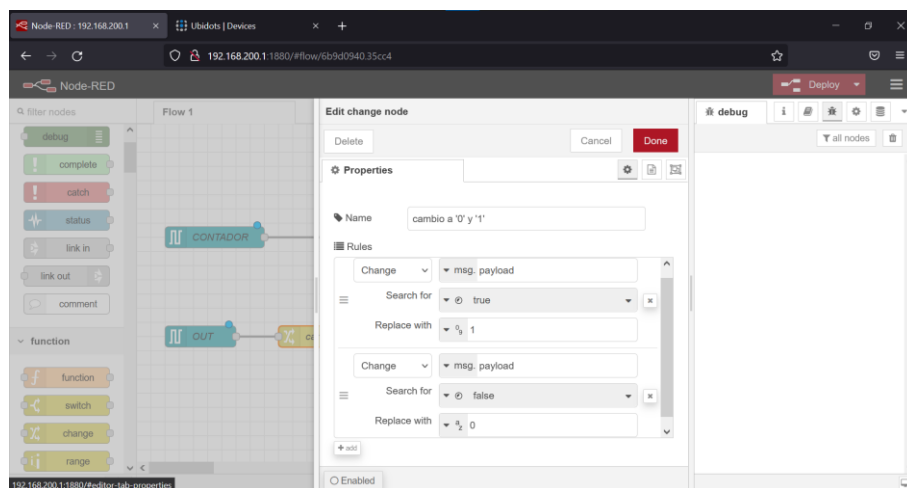 Node-RED : 192.168.200.1
Ubidots | Devices
192.168.200.1:1880/#flow/6b9d0940.35cc4
Node-RED
Deploy
filter nodes
Flow 1
Edit change node
debug
i
all nodes
debug
complete
catch
status
link in
link out
comment
function
function
switch
change
range
CONTADOR
OUT
ca
Delete
Cancel
Done
Properties
Name
cambio a '0' y '1'
Rules
Change
msg. payload
Search for
true
Replace with
0 9 1
Change
msg. payload
Search for
false
Replace with
a z 0
+ add
Enabled
192.168.200.1:1880/#editor-tab-properties